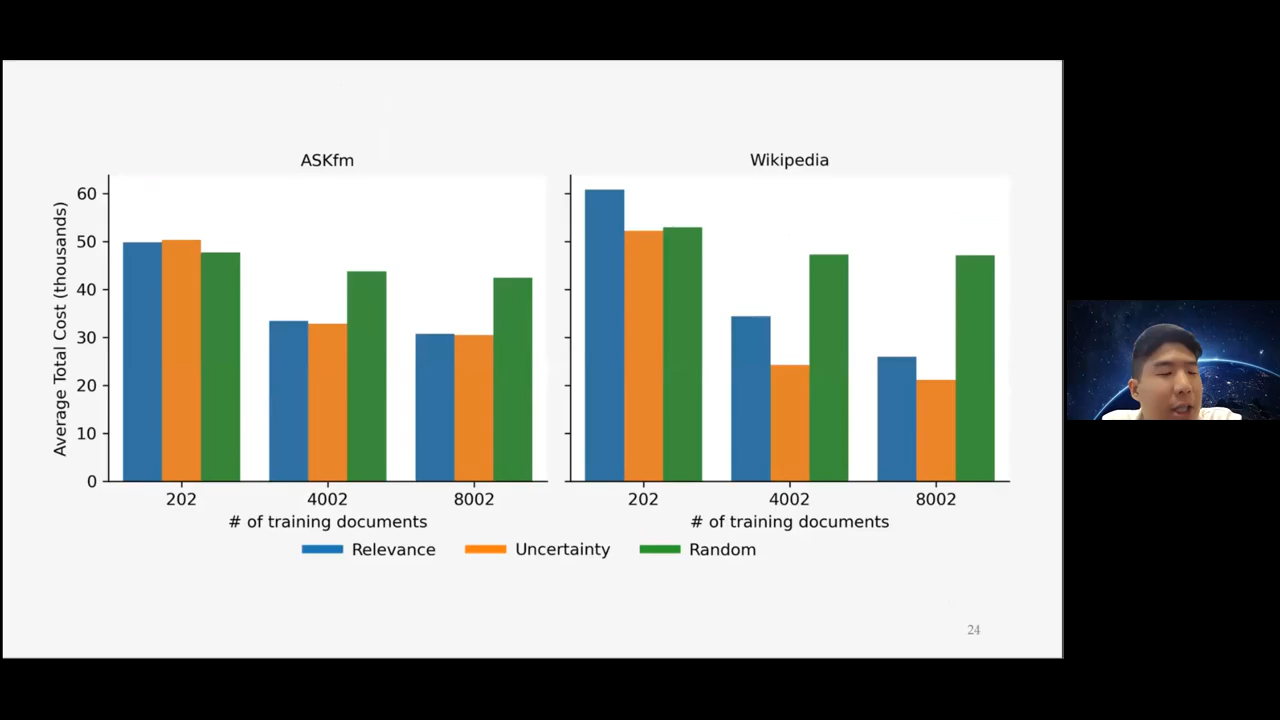 ASKfm
Wikipedia
Average Total Cost (thousands)
60
50
40
30
20
10
0
202 4002 8002
202 4002 8002
# of training documents
# of training documents
Relevance Uncertainty Random
24